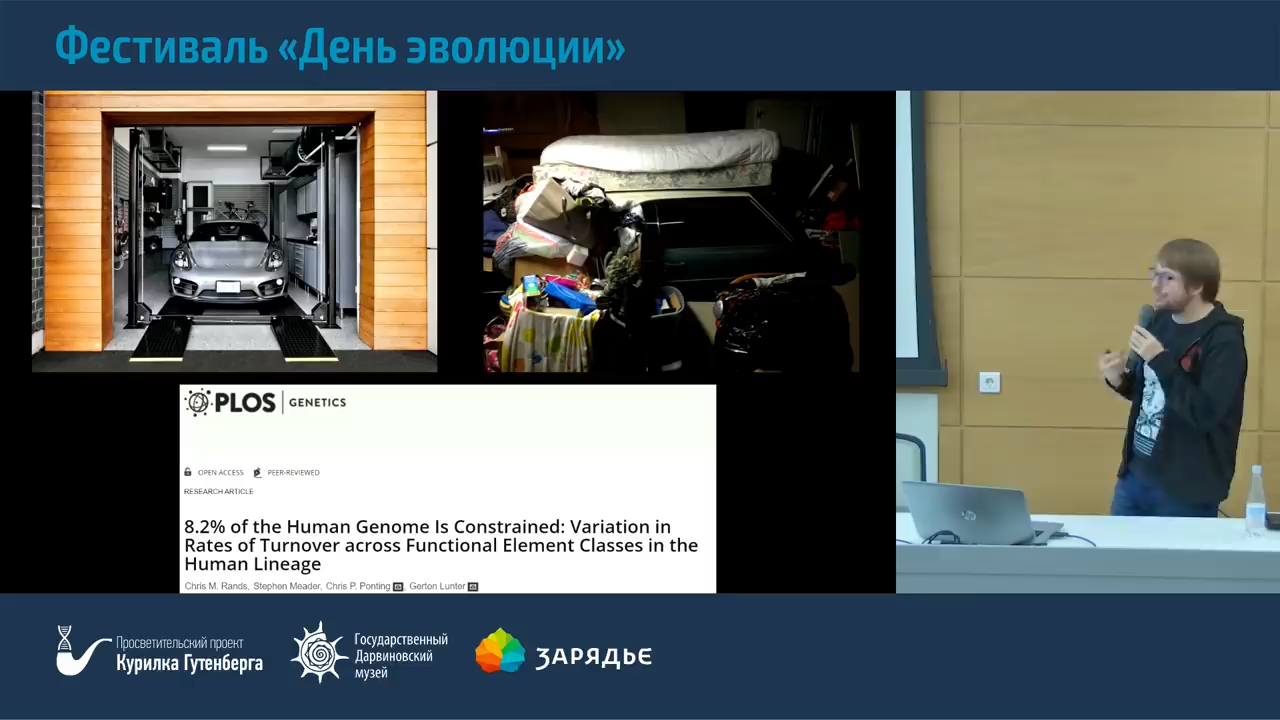 Фестиваль «День эволюции»
PLOS GENETICS
OPEN ACCESS PEER-REVIEWED
RESEARCH ARTICLE
8.2% of the Human Genome Is Constrained: Variation in
Rates of Turnover across Functional Element Classes in the
Human Lineage
Chris M. Rands, Stephen Meader, Chris P. Ponting, Gerton Lunter
hp
Просветительский проект
Курилка Гутенберга
Государственный
Дарвиновский
музей
ЗАРЯДЬЕ